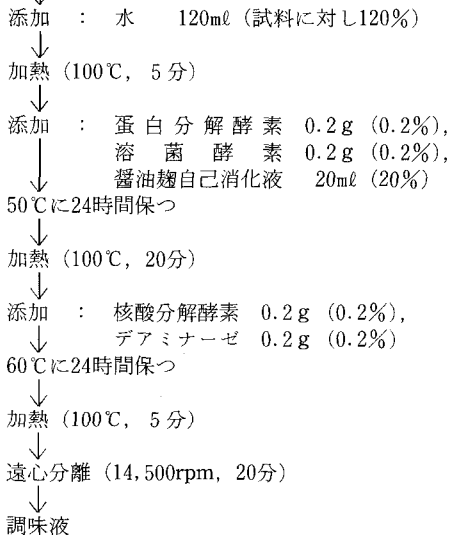 添加 : 水 120mℓ (試料に対し120%)
加熱 (100℃, 5分)
添加 : 蛋白分解酵素 0.2g (0.2%),
溶菌酵素 0.2g (0.2%),
醤油麹自己消化液 20mℓ (20%)
50℃に24時間保つ
加熱 (100℃, 20分)
添加 : 核酸分解酵素 0.2g (0.2%),
デアミナーゼ 0.2g (0.2%)
60℃に24時間保つ
加熱 (100℃, 5分)
遠心分離 (14,500rpm, 20分)
調味液